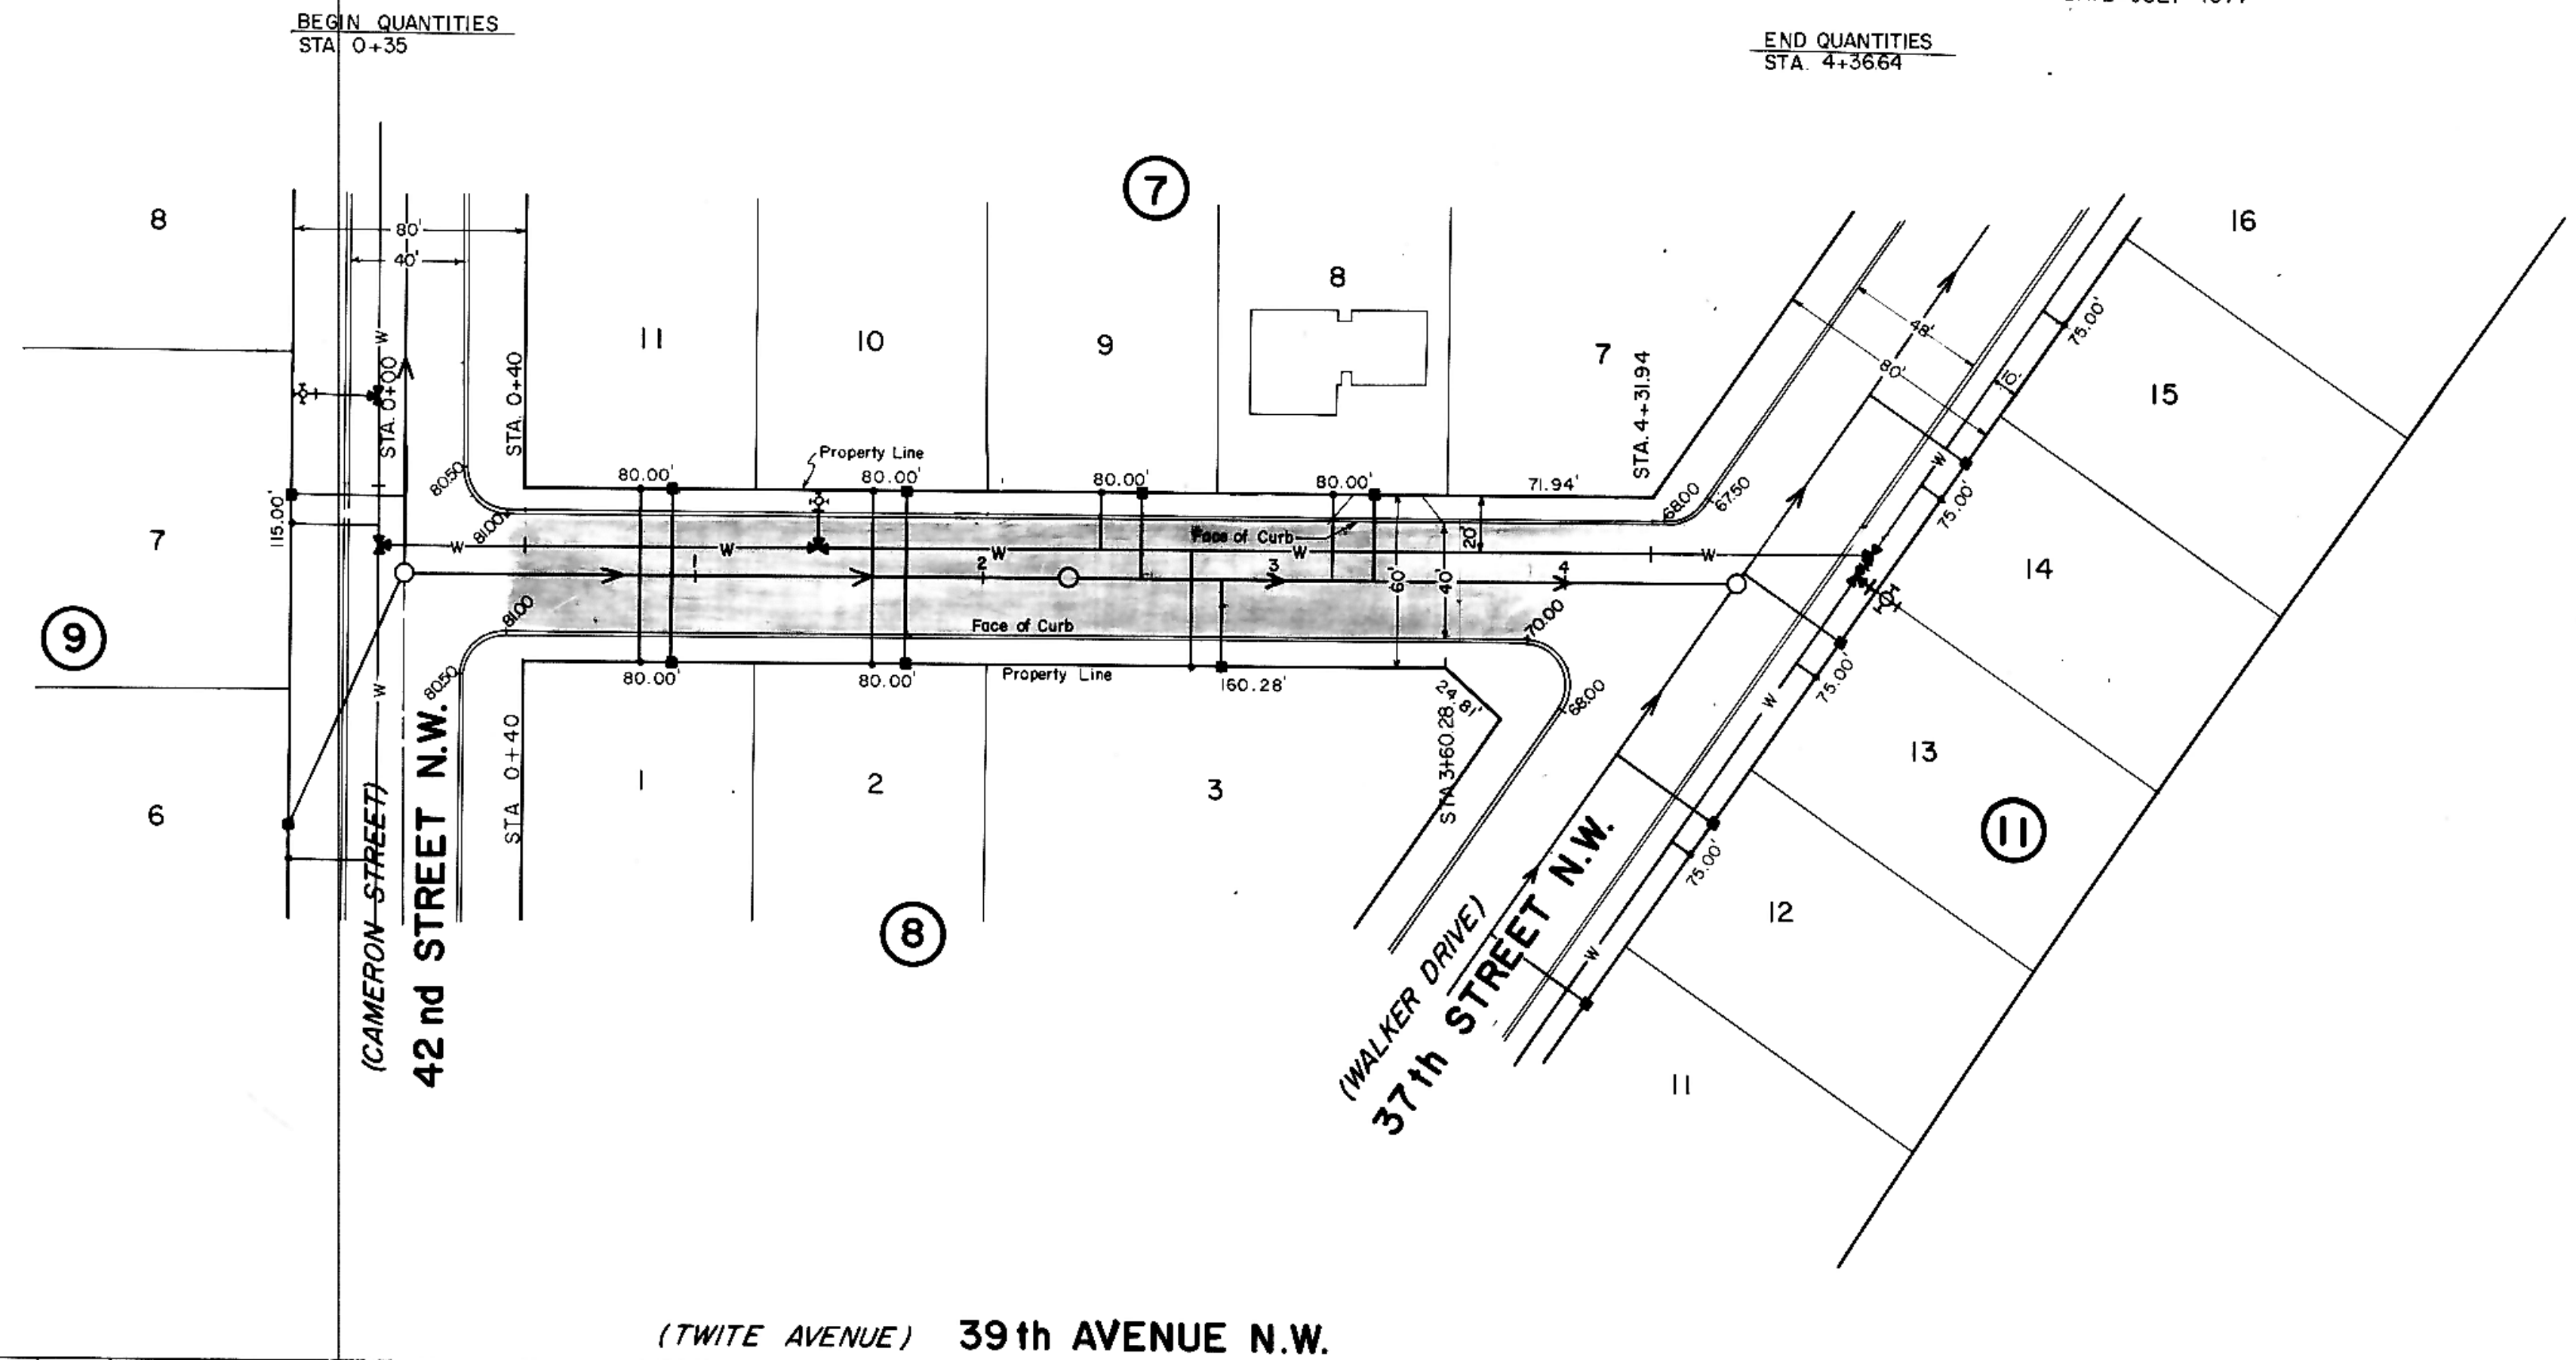 BEGIN QUANTITIES
STA 0+35
END QUANTITIES
STA. 4+36.64
7
8
80'
40'
16
8
11
10
9
7
48'
80'
10'
75.00'
15
W
STA. 0+00
STA. 0+40
STA. 4+31.94
Property Line
80.00'
80.00'
80.00'
80.00'
71.94'
80.50
81.00
68.00
67.50
115.00'
7
W
W
W
W
W
Face of Curb
20'
1
2
3
4
60'
40'
W
75.00'
14
9
81.00
Face of Curb
70.00
80.50
80.00'
80.00'
Property Line
160.28'
24.81'
68.00
W
W
75.00'
13
6
STA 0+40
1
2
3
STA 3+60.28
11
75.00'
12
W
8
(CAMERON STREET)
42nd STREET N.W.
(WALKER DRIVE)
37th STREET N.W.
11
(TWITE AVENUE) 39th AVENUE N.W.